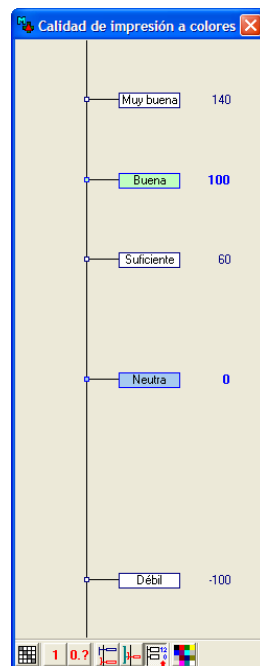 Calidad de impresión a colores
Muy buena 140
Buena 100
Suficiente 60
Neutra 0
Débil -100
1 0.?